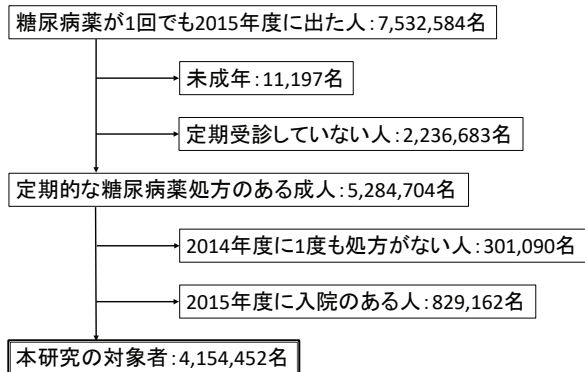 糖尿病薬が1回でも2015年度に出た人:7,532,584名
未成年:11,197名
定期受診していない人:2,236,683名
定期的な糖尿病薬処方のある成人:5,284,704名
2014年度に1度も処方がない人:301,090名
2015年度に入院のある人:829,162名
本研究の対象者:4,154,452名